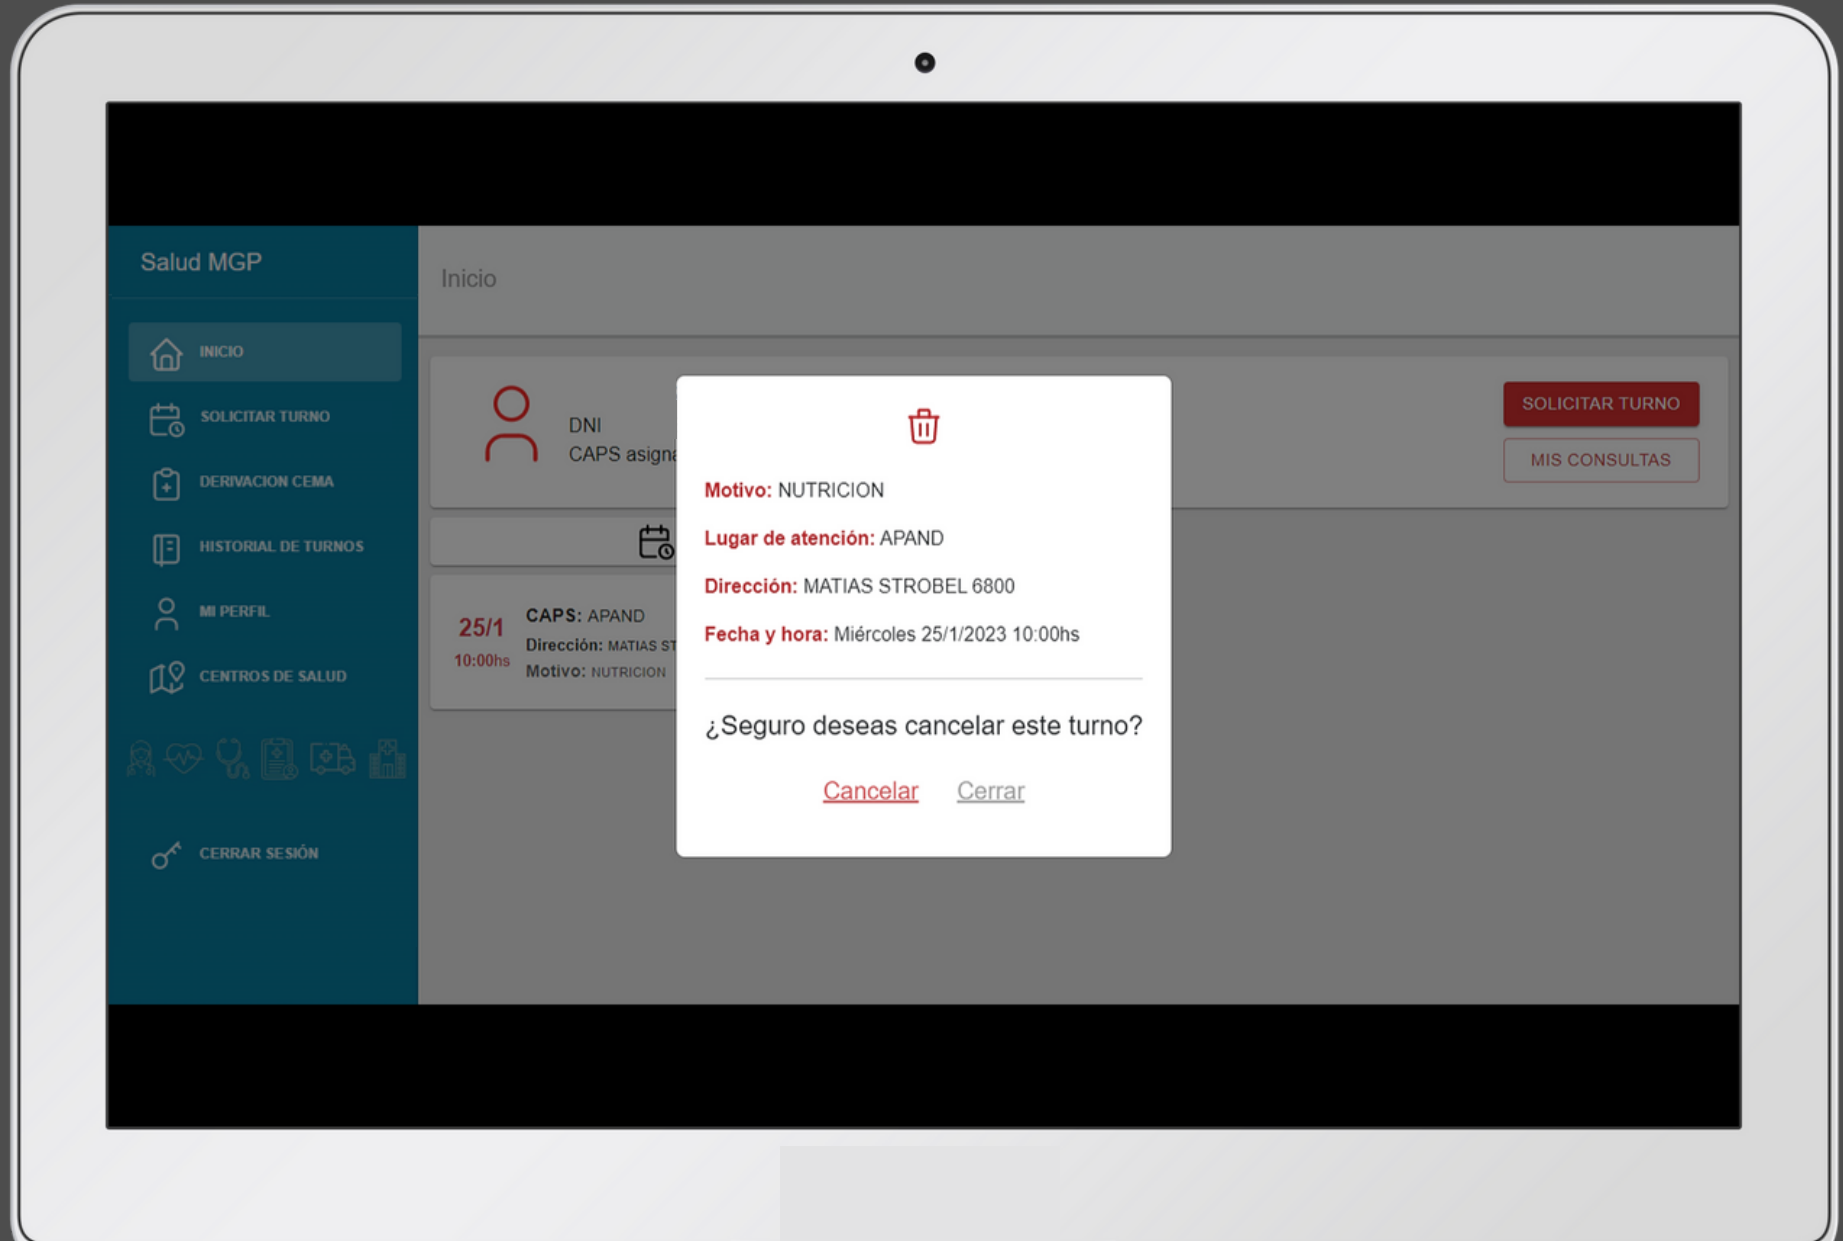 Salud MGP
INICIO
SOLICITAR TURNO
DERIVACION CEMA
HISTORIAL DE TURNOS
MI PERFIL
CENTROS DE SALUD
CERRAR SESIÓN
Inicio
DNI
CAPS asigna
SOLICITAR TURNO
MIS CONSULTAS
25/1
10:00hs
CAPS: APAND
Dirección: MATIAS ST
Motivo: NUTRICION
Motivo: NUTRICION
Lugar de atención: APAND
Dirección: MATIAS STROBEL 6800
Fecha y hora: Miércoles 25/1/2023 10:00hs
¿Seguro deseas cancelar este turno?
Cancelar Cerrar